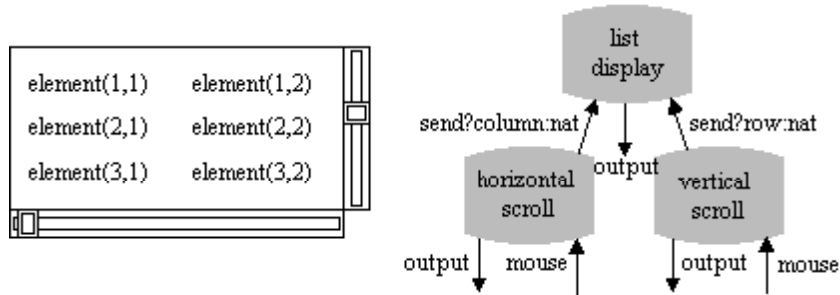 element(1,1) element(1,2)
element(2,1) element(2,2)
element(3,1) element(3,2)
list
display
send?column:nat send?row:nat
output
horizontal
scroll
vertical
scroll
output mouse output mouse